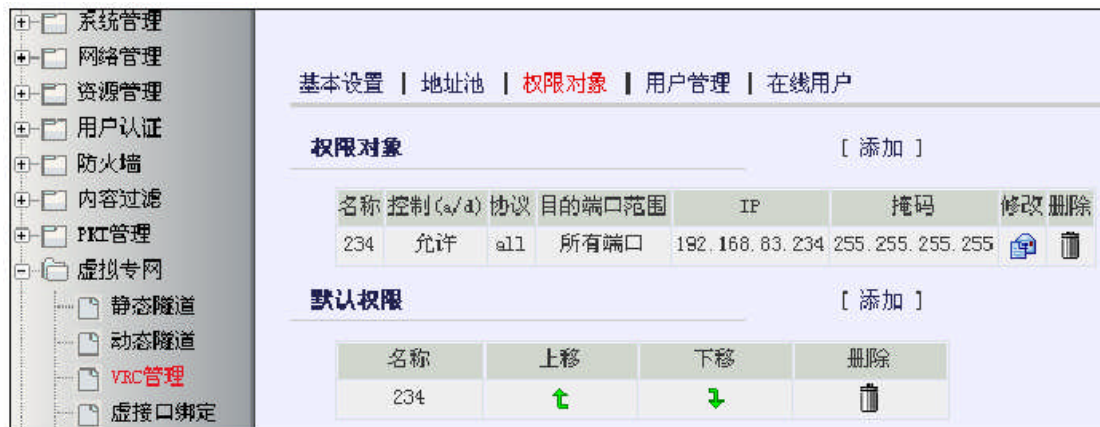 系统管理
网络管理
资源管理
用户认证
防火墙
内容过滤
PKI管理
虚拟专网
静态隧道
动态隧道
VRC管理
虚接口绑定
基本设置 | 地址池 | 权限对象 | 用户管理 | 在线用户
权限对象 [ 添加 ]
名称 控制(a/d) 协议 目的端口范围 IP 掩码 修改 删除
234 允许 all 所有端口 192.168.83.234 255.255.255.255
默认权限 [ 添加 ]
名称 上移 下移 删除
234